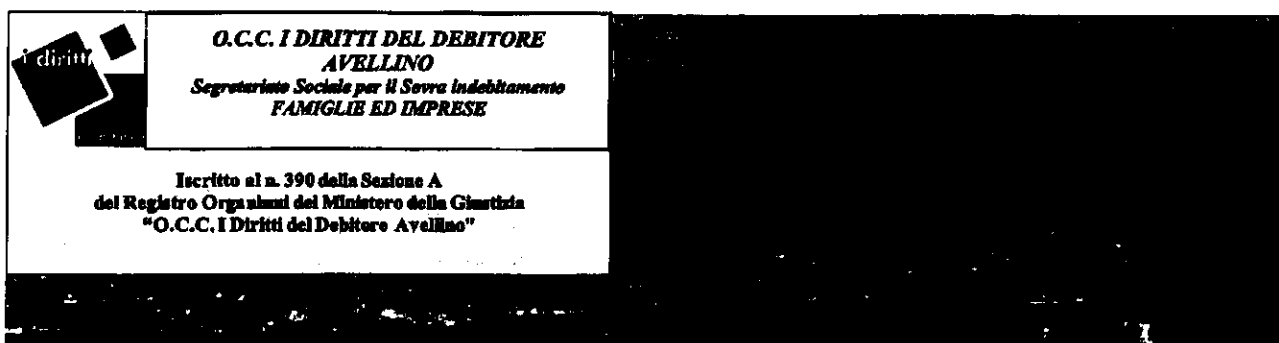 i diritti
O.C.C. I DIRITTI DEL DEBITORE
AVELLINO
Segretariato Sociale per il Sovra indebitamento
FAMIGLIE ED IMPRESE
Iscritto al n. 390 della Sezione A
del Registro Organismi del Ministero della Giustizia
“O.C.C. I Diritti del Debitore Avellino”